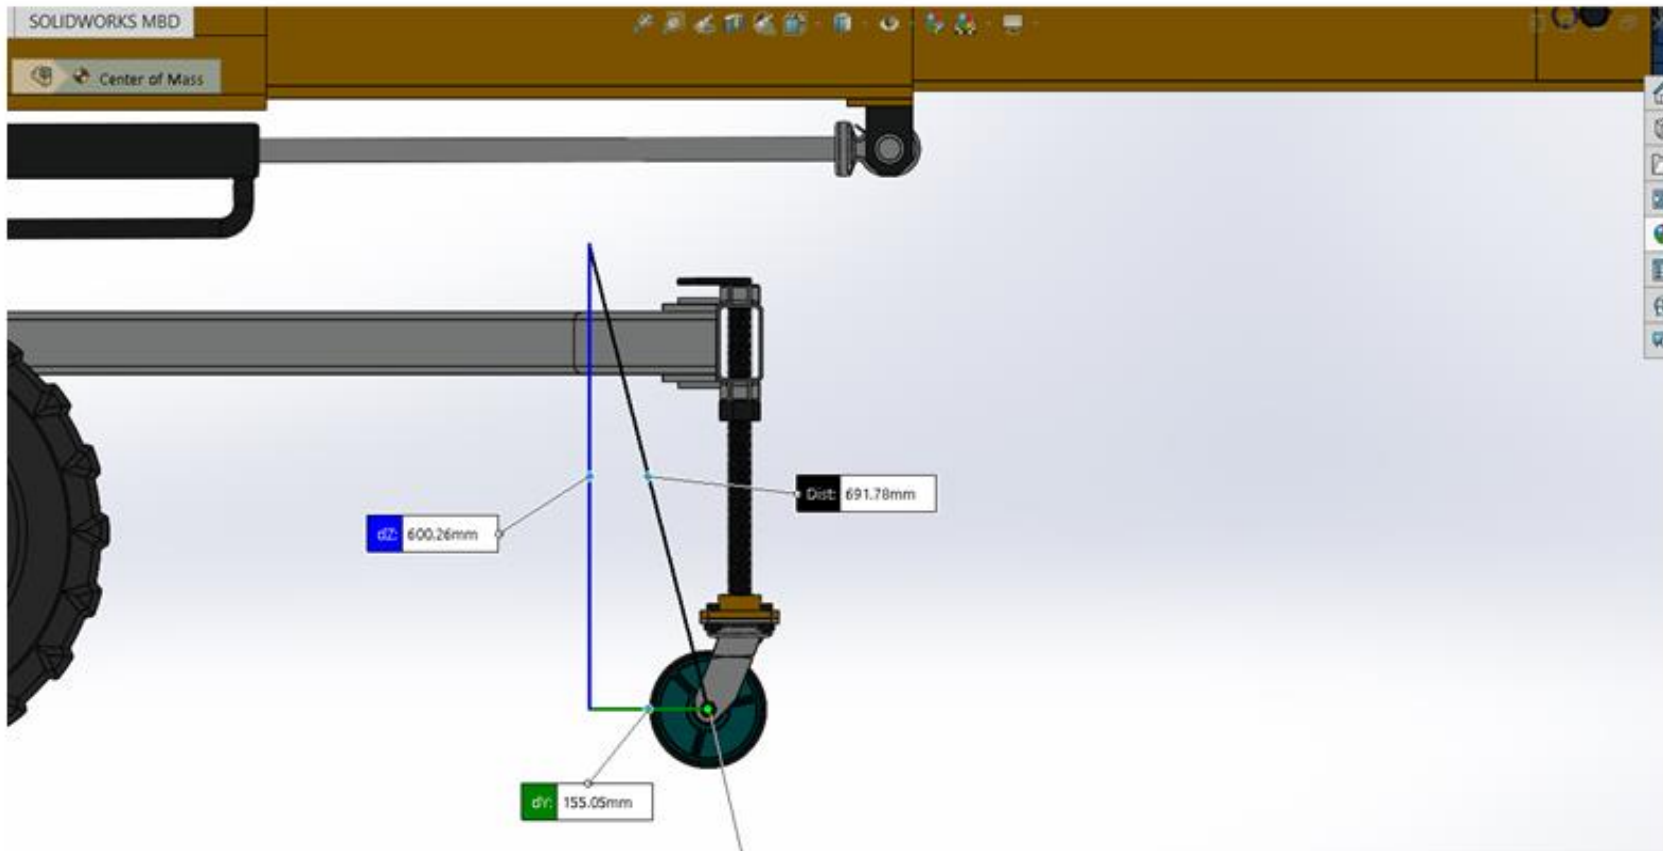 SOLIDWORKS MBD
Center of Mass
Dist: 691.78mm
dZ: 600.26mm
dY: 155.05mm